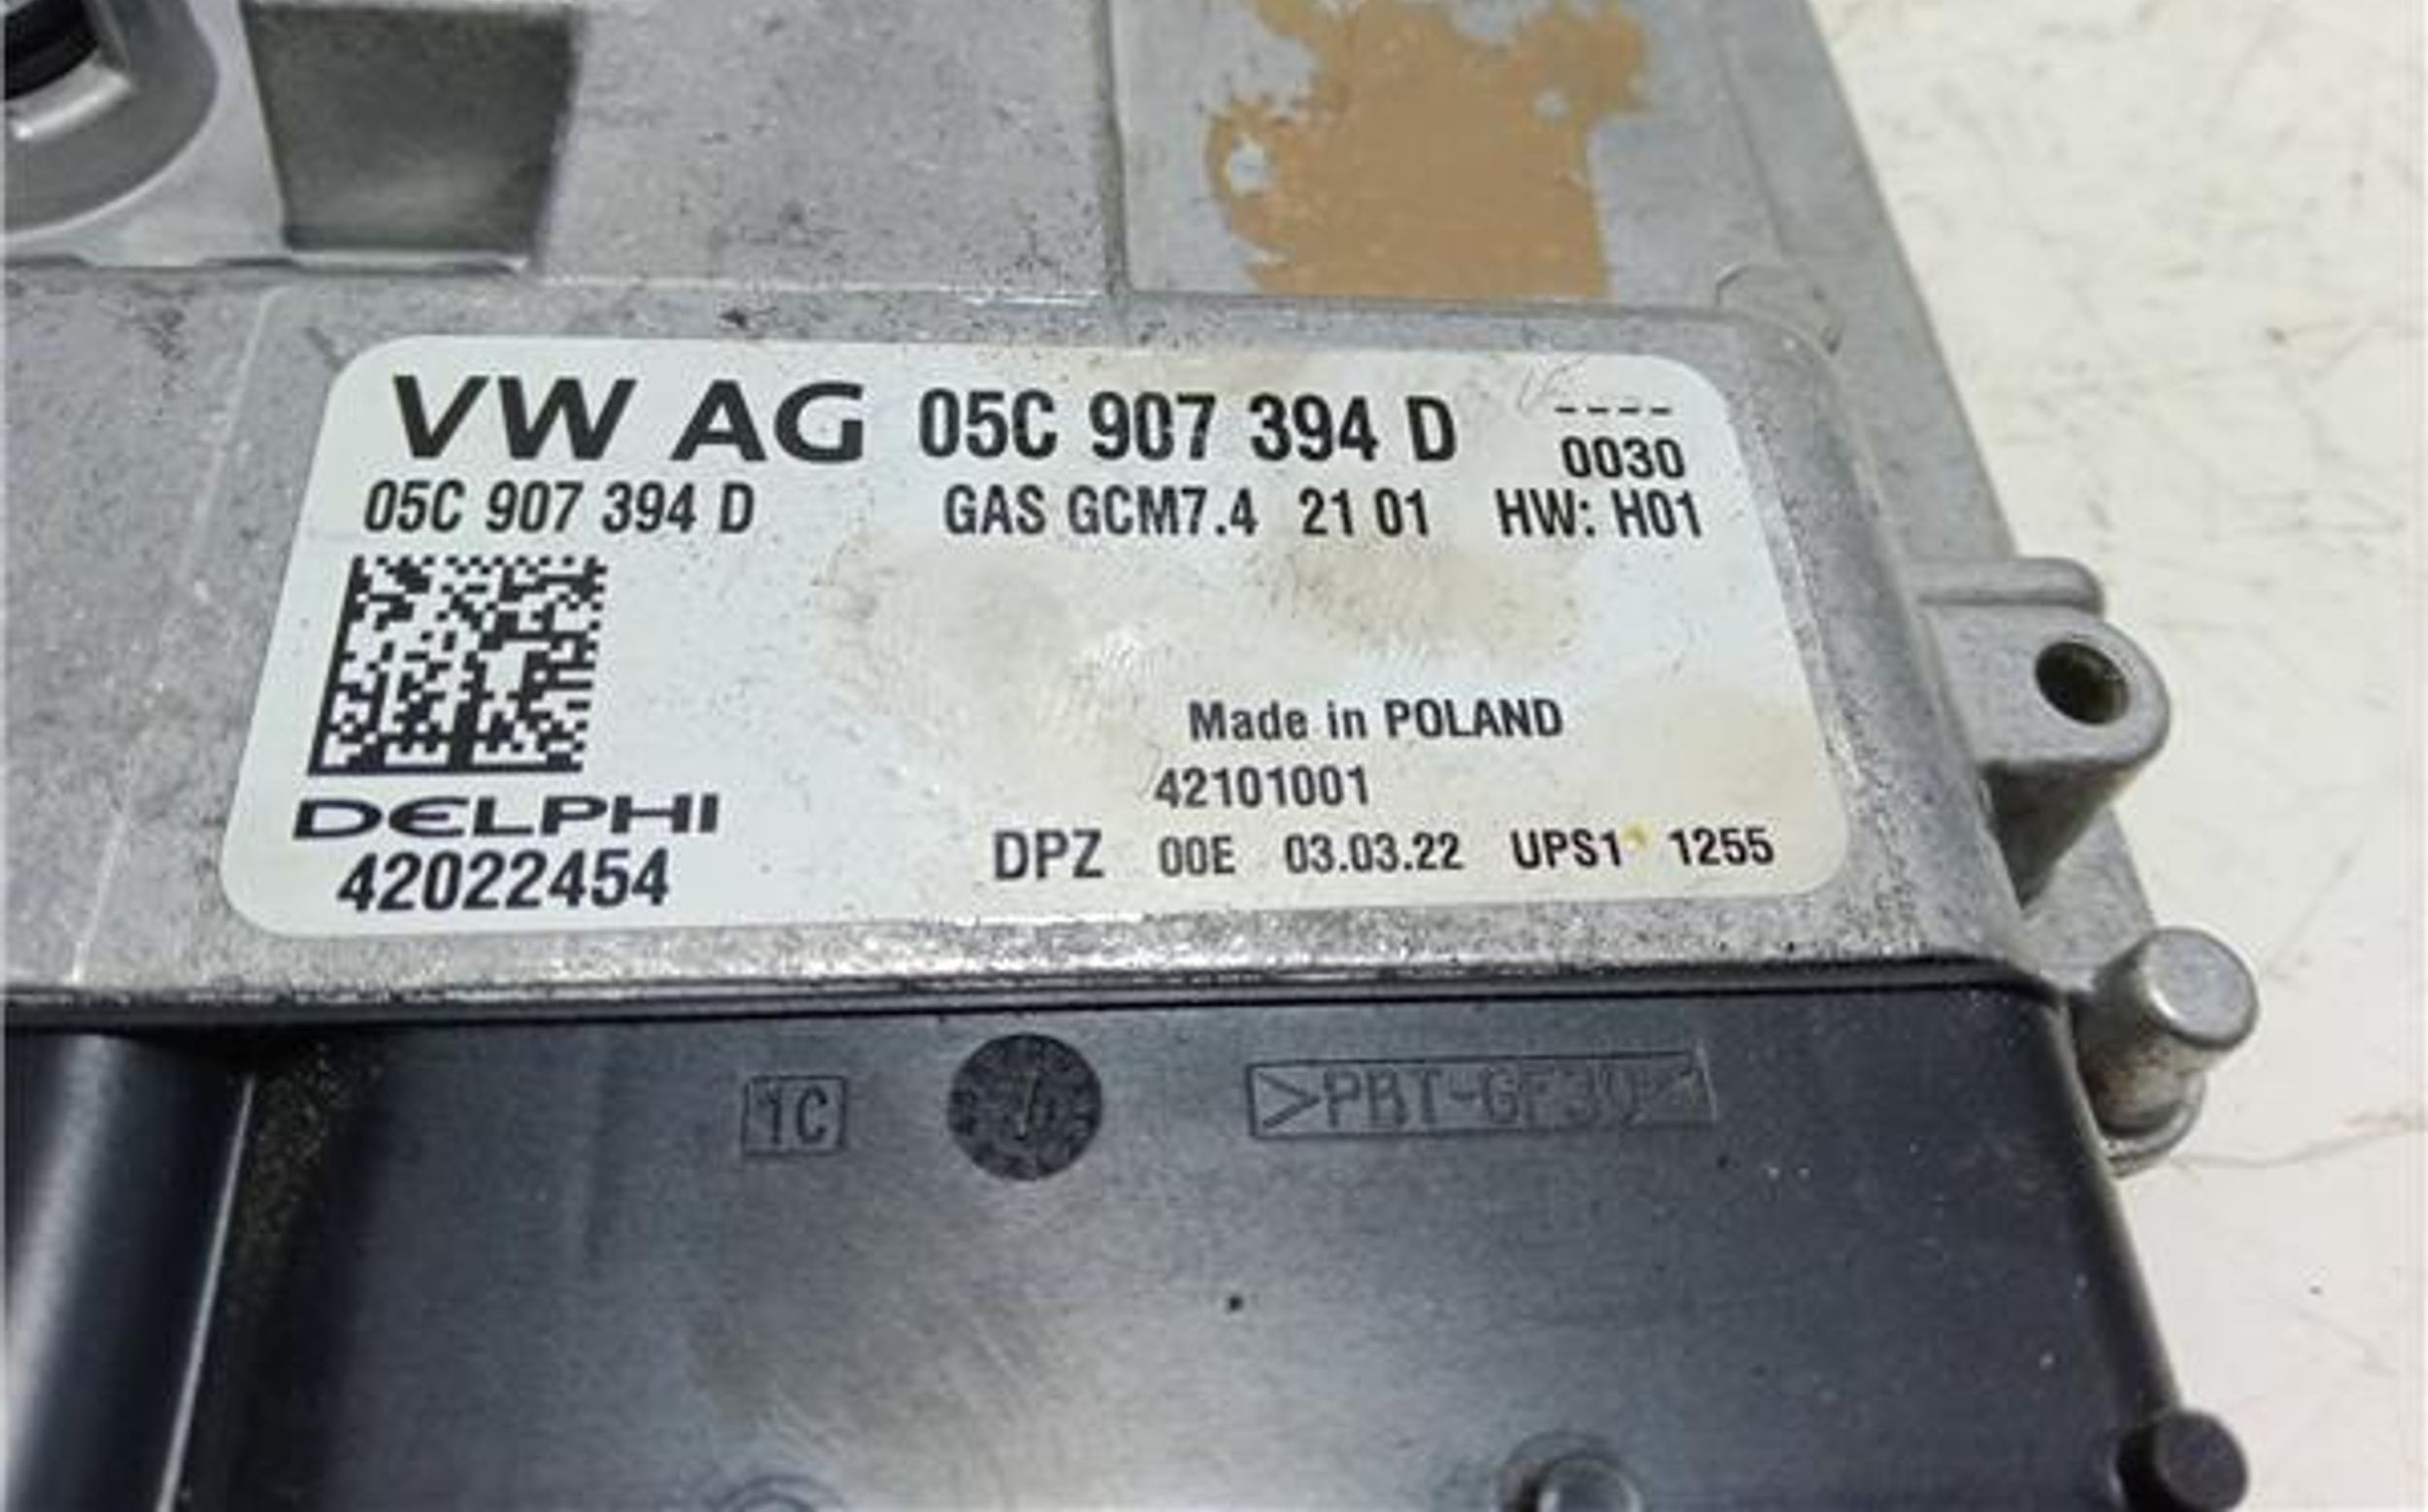 VW AG 05C 907 394 D ----
0030
05C 907 394 D GAS GCM7.4 21 01 HW: H01
Made in POLAND
42101001
DELPHI
42022454
DPZ 00E 03.03.22 UPS1 1255
1C >PBT-GF30<